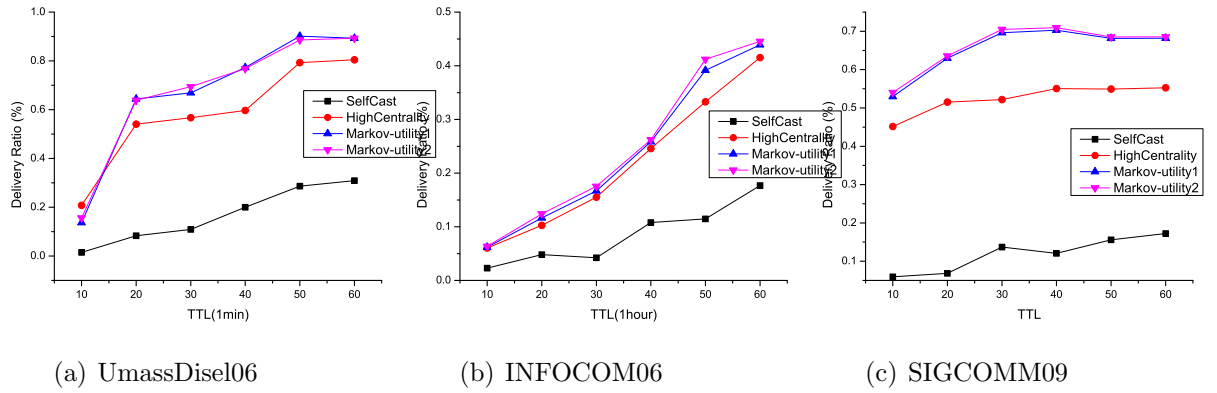 1.0
0.8
0.6
0.4
0.2
0.0
Delivery Ratio (%)
SelfCast
HighCentrality
Markov-utility1
Markov-utility2
10 20 30 40 50 60
TTL(1min)
(a) UmassDisel06
0.5
0.4
0.3
0.2
0.1
0.0
Delivery Ratio (%)
SelfCast
HighCentrality
Markov-utility1
Markov-utility2
10 20 30 40 50 60
TTL(1hour)
(b) INFOCOM06
0.7
0.6
0.5
0.4
0.3
0.2
0.1
Delivery Ratio (%)
SelfCast
HighCentrality
Markov-utility1
Markov-utility2
10 20 30 40 50 60
TTL
(c) SIGCOMM09